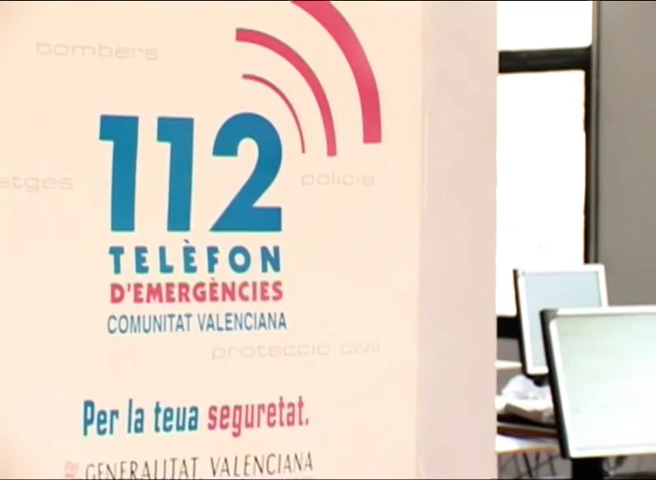 bombers
112
etges
policia
TELÈFON
D'EMERGÈNCIES
COMUNITAT VALENCIANA
protecció civil
Per la teua seguretat.
GENERALITAT VALENCIANA